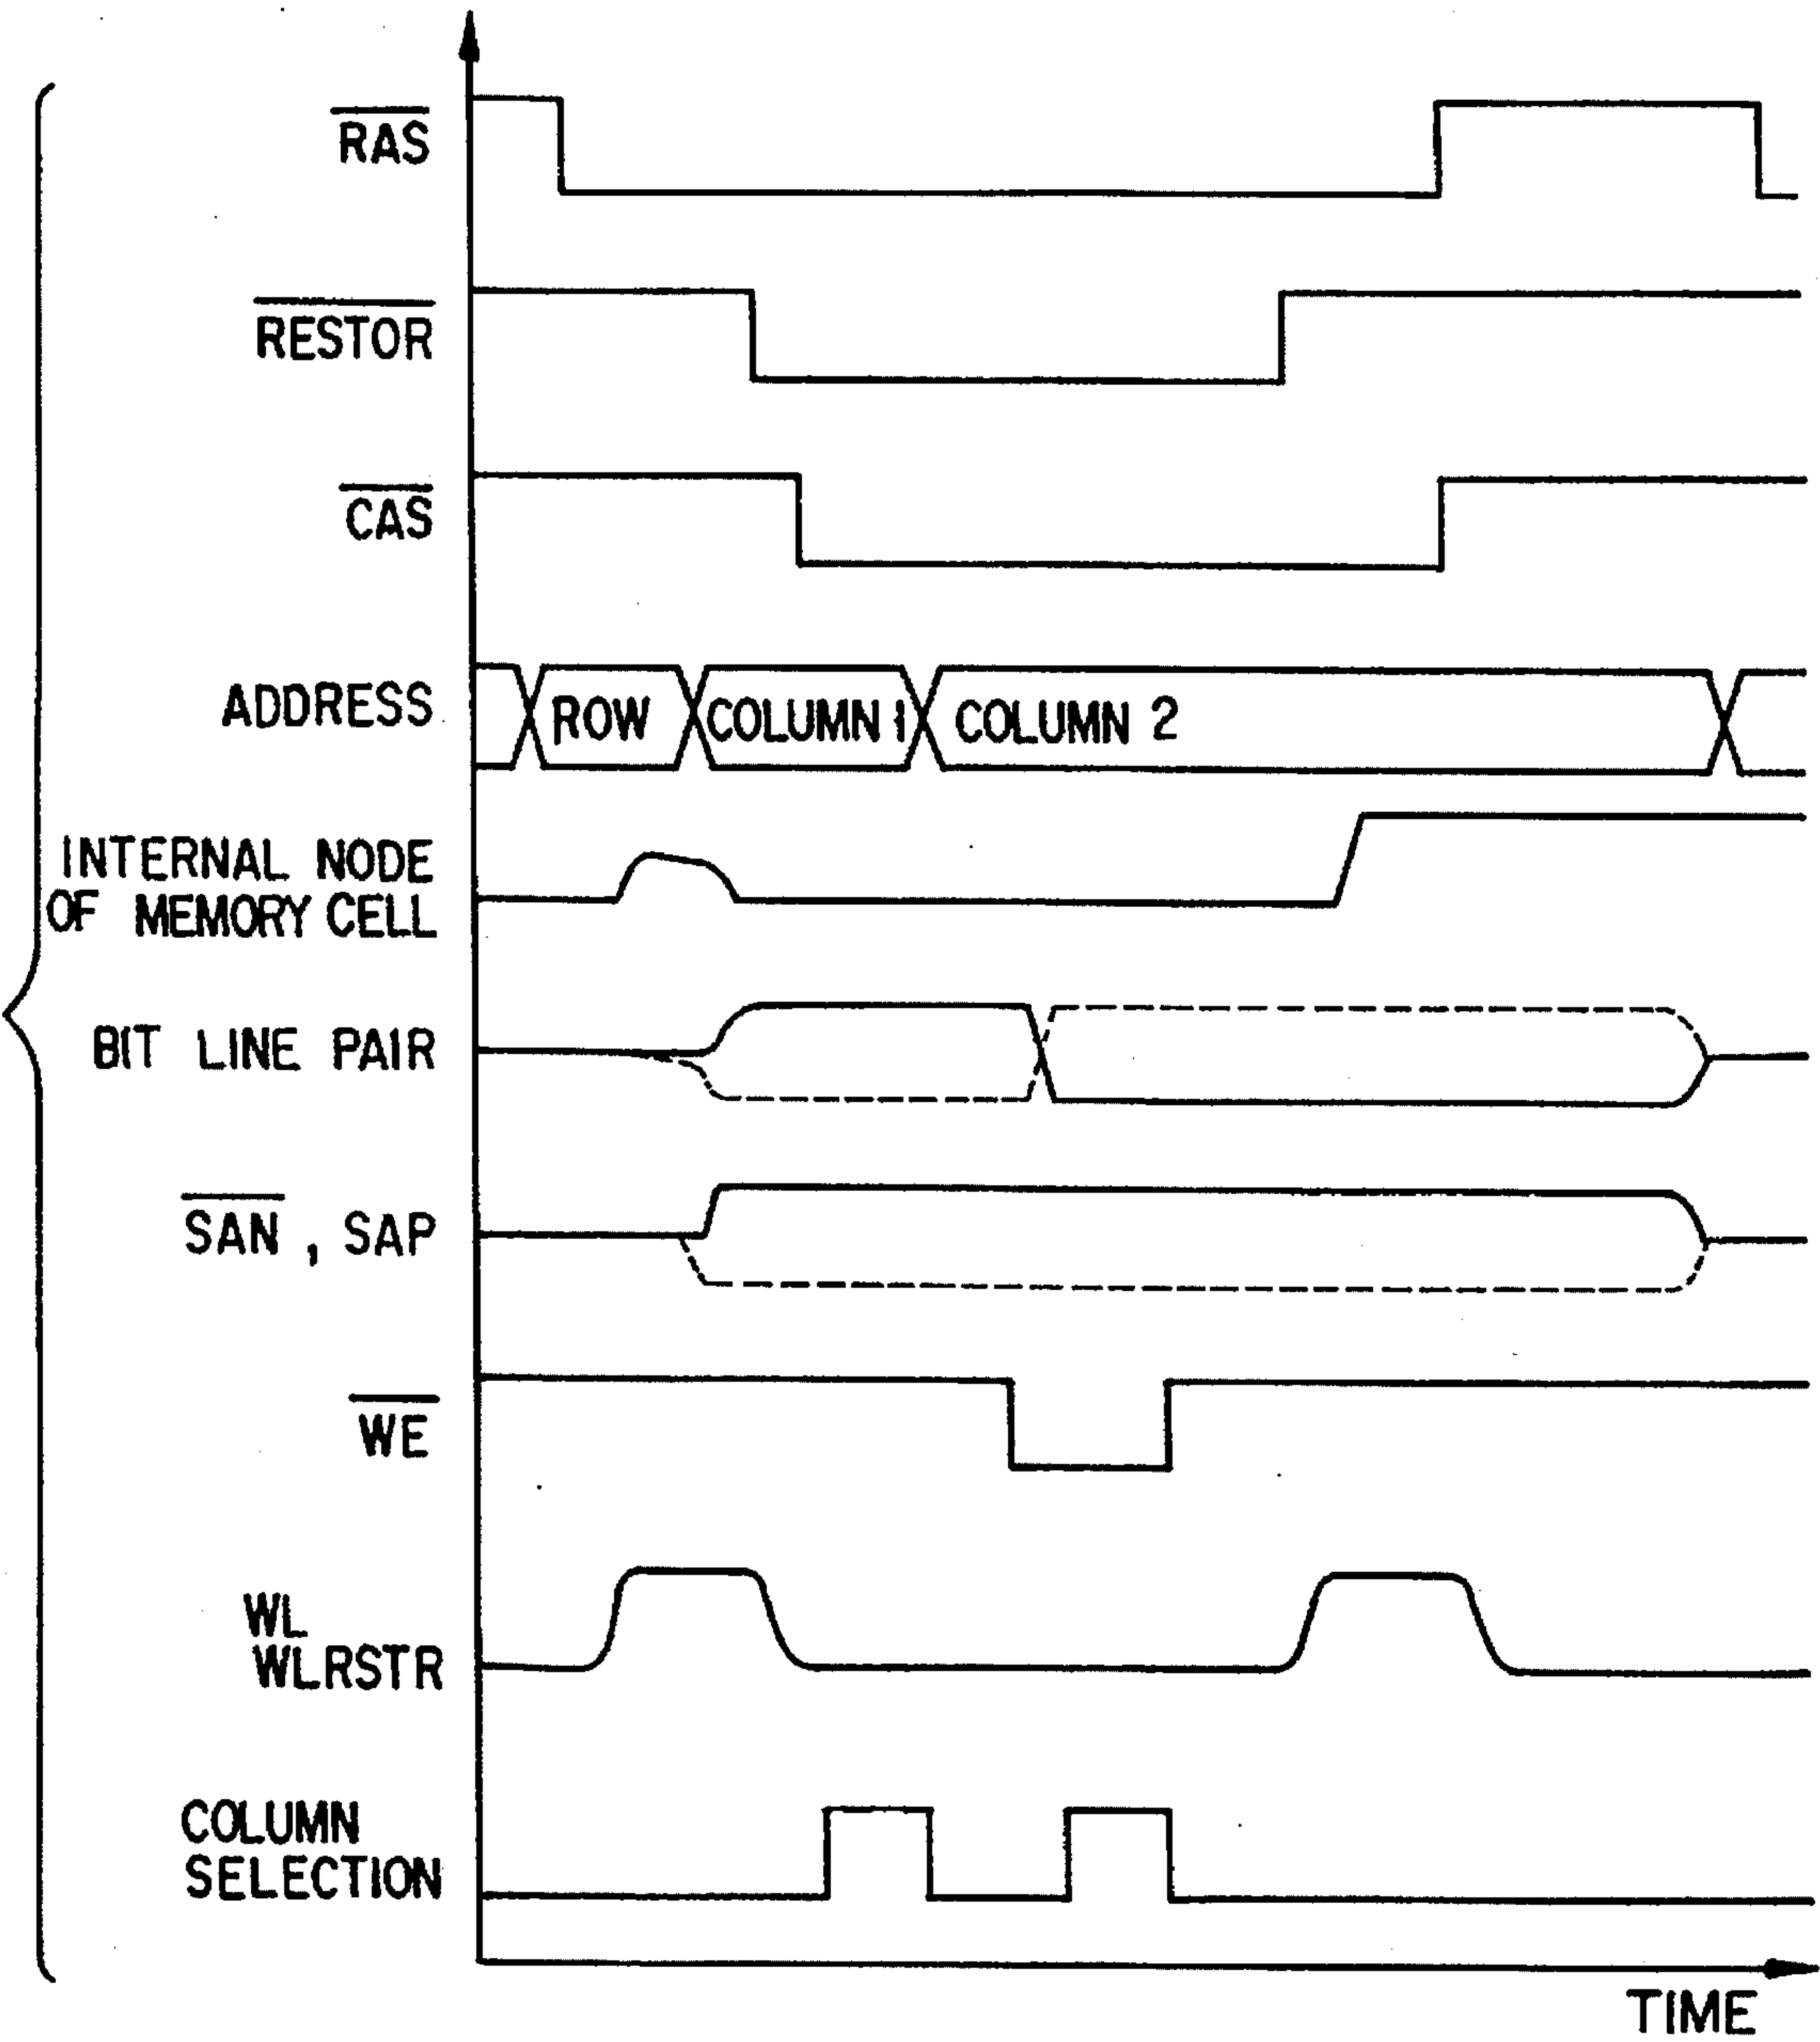 RAS
RESTOR
CAS
ADDRESS
ROW
COLUMN 1
COLUMN 2
INTERNAL NODE
OF MEMORY CELL
BIT LINE PAIR
SAN , SAP
WE
WL
WLRSTR
COLUMN
SELECTION
TIME